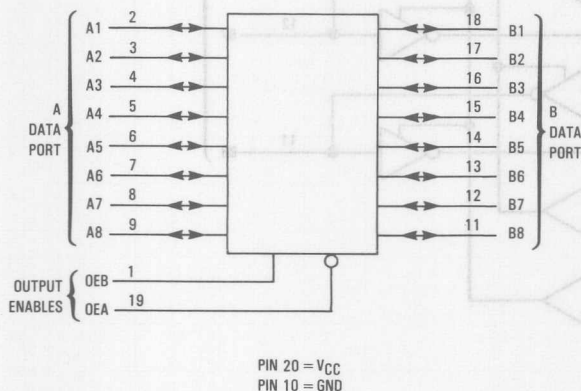 A1 2 18 B1
A2 3 17 B2
A3 4 16 B3
A4 5 15 B4
A5 6 14 B5
A6 7 13 B6
A7 8 12 B7
A8 9 11 B8
A
DATA
PORT
B
DATA
PORT
OUTPUT
ENABLES
OEB 1
OEA 19
PIN 20 = VCC
PIN 10 = GND